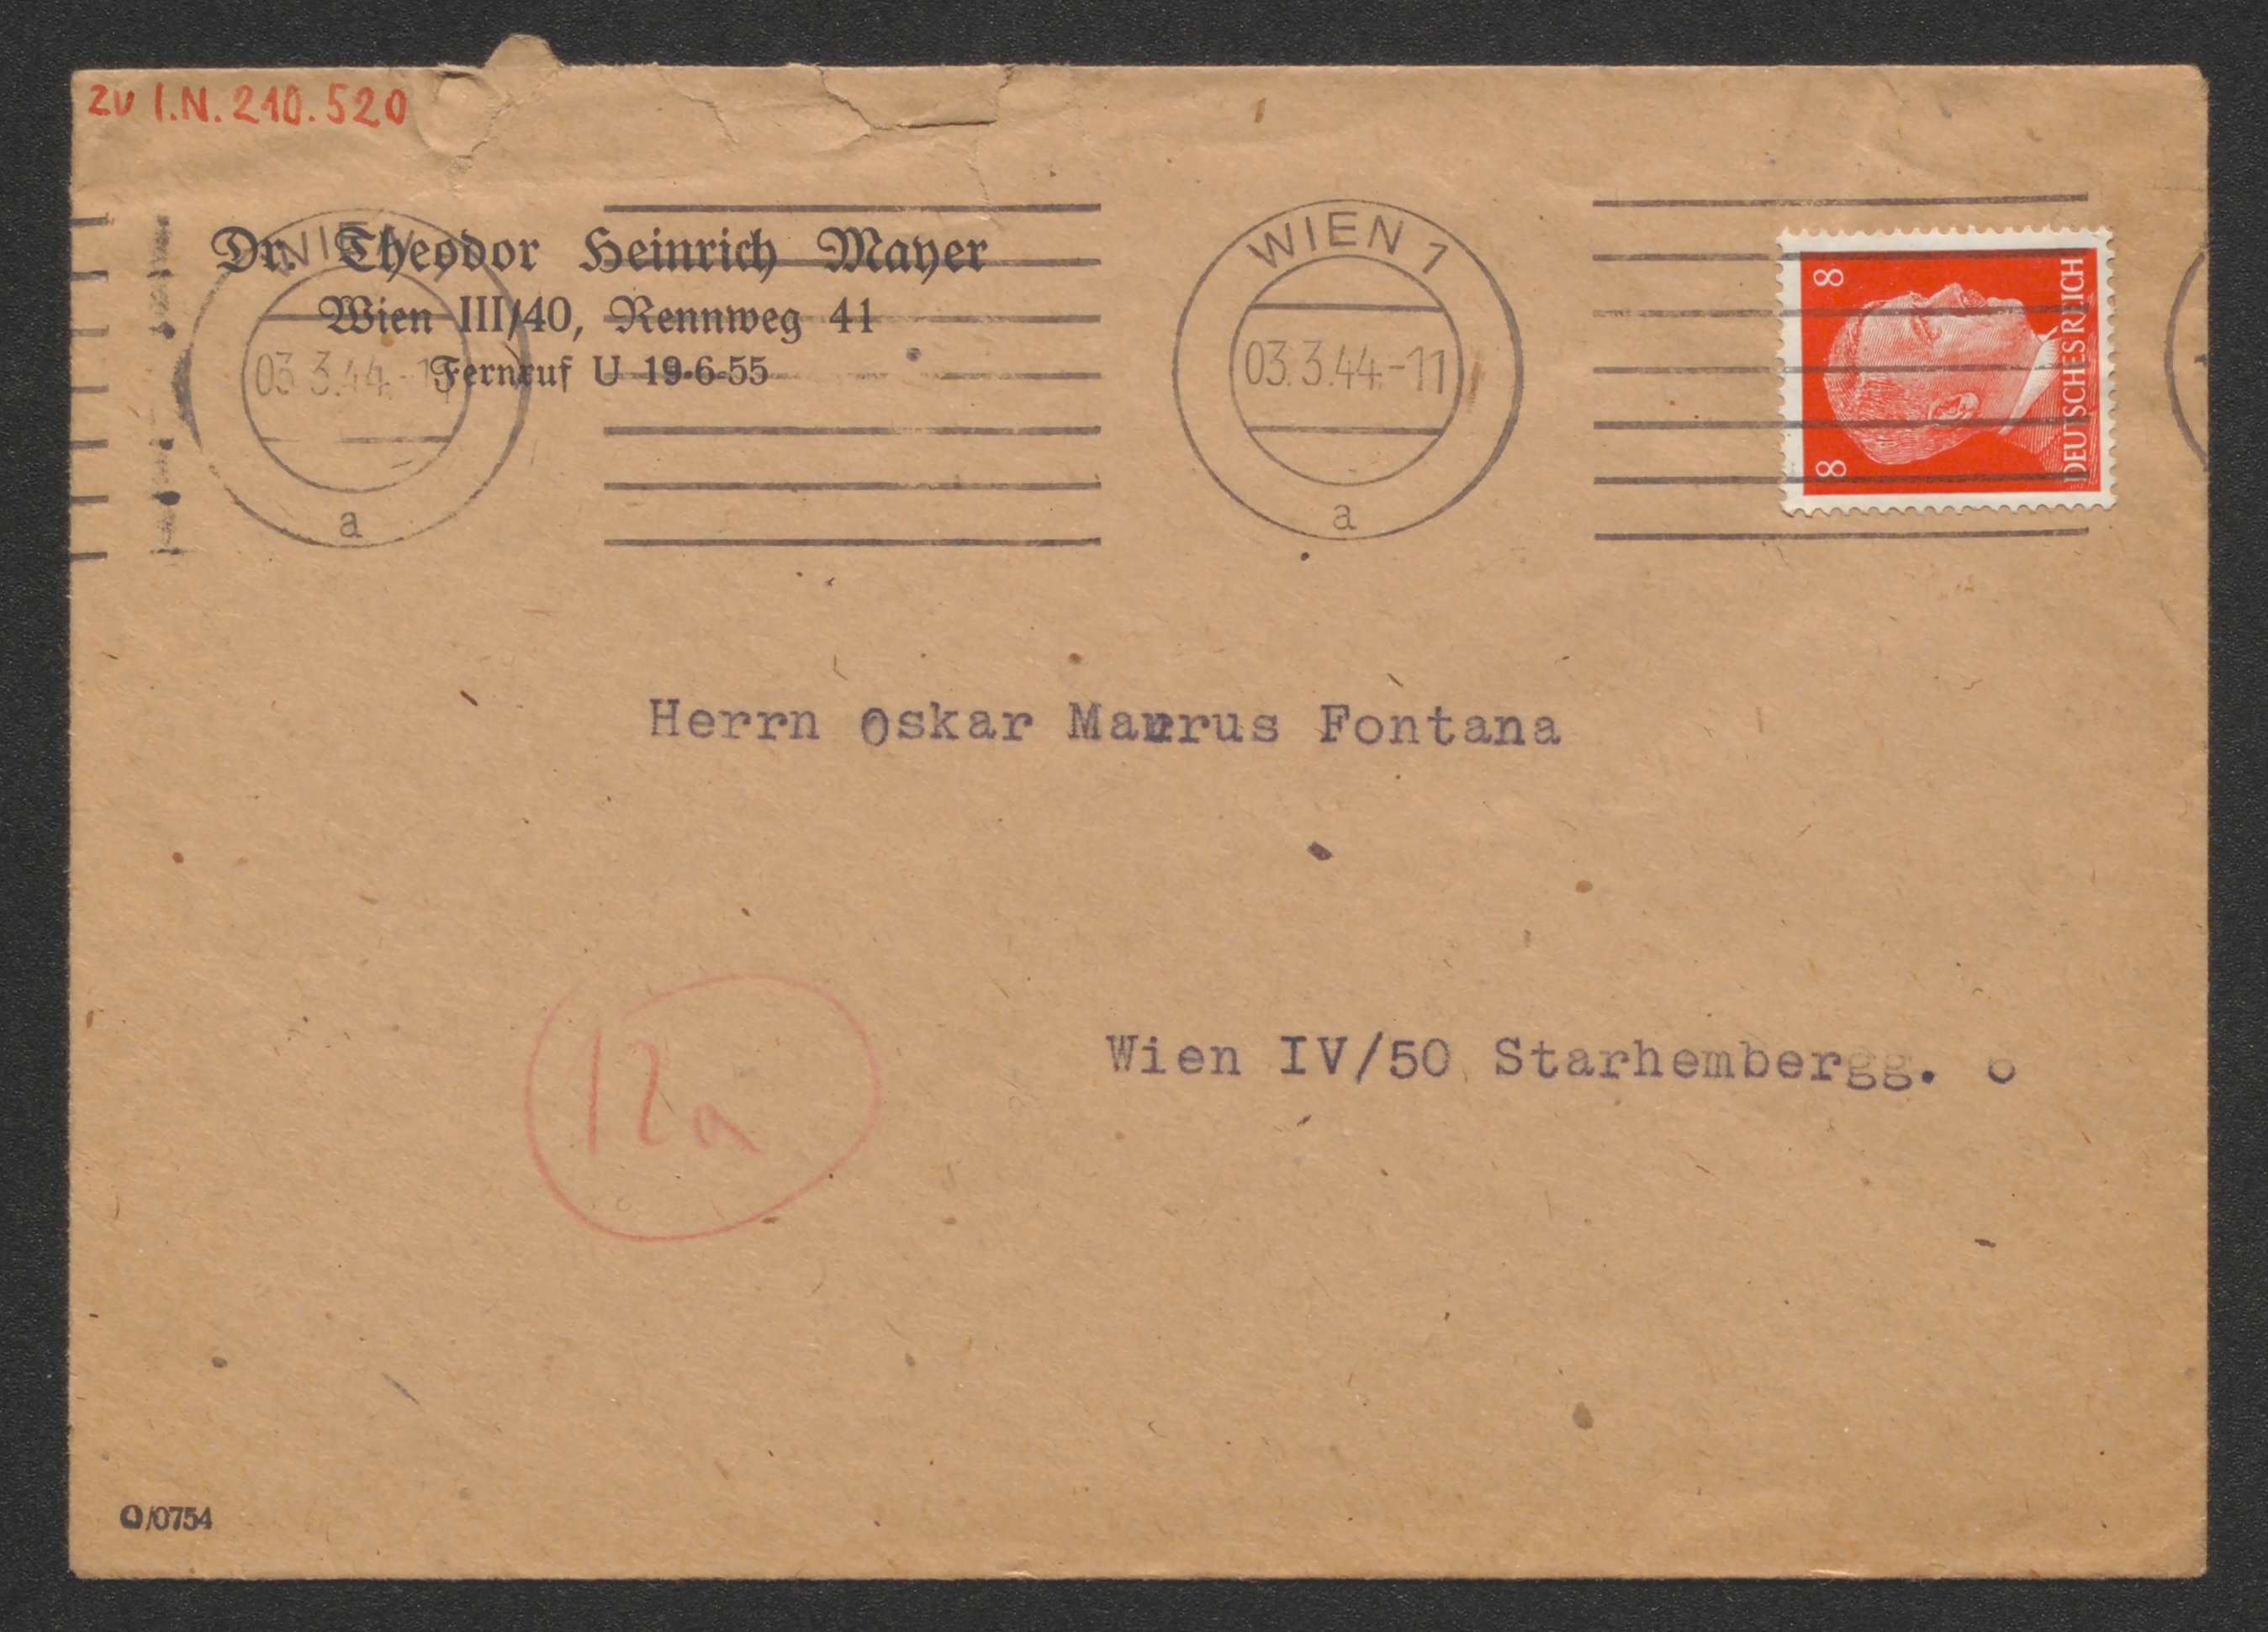 zu I.N. 210.520
Dr. Theodor Heinrich Mayer
Wien III/40, Rennweg 41
Fernruf U 19-6-55
WIEN
03.3.44.-11
a
WIEN 1
03.3.44.-11
a
8 8
DEUTSCHES REICH
Herrn Oskar Maurus Fontana
Wien IV/50 Starhembergg.
12a
O/0754